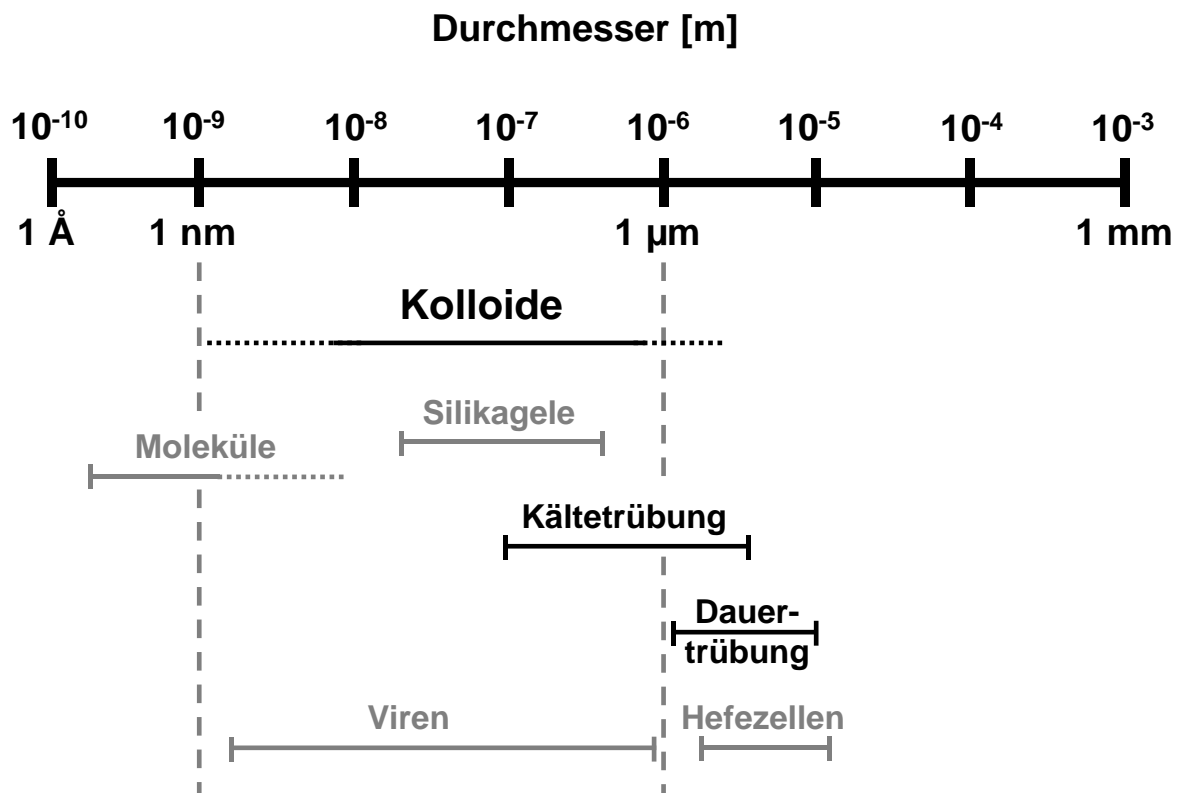 Durchmesser [m]
10⁻¹⁰ 10⁻⁹ 10⁻⁸ 10⁻⁷ 10⁻⁶ 10⁻⁵ 10⁻⁴ 10⁻³
1 Å 1 nm 1 µm 1 mm
Kolloide
Silikagele
Moleküle
Kältetrübung
Dauer-
trübung
Viren Hefezellen